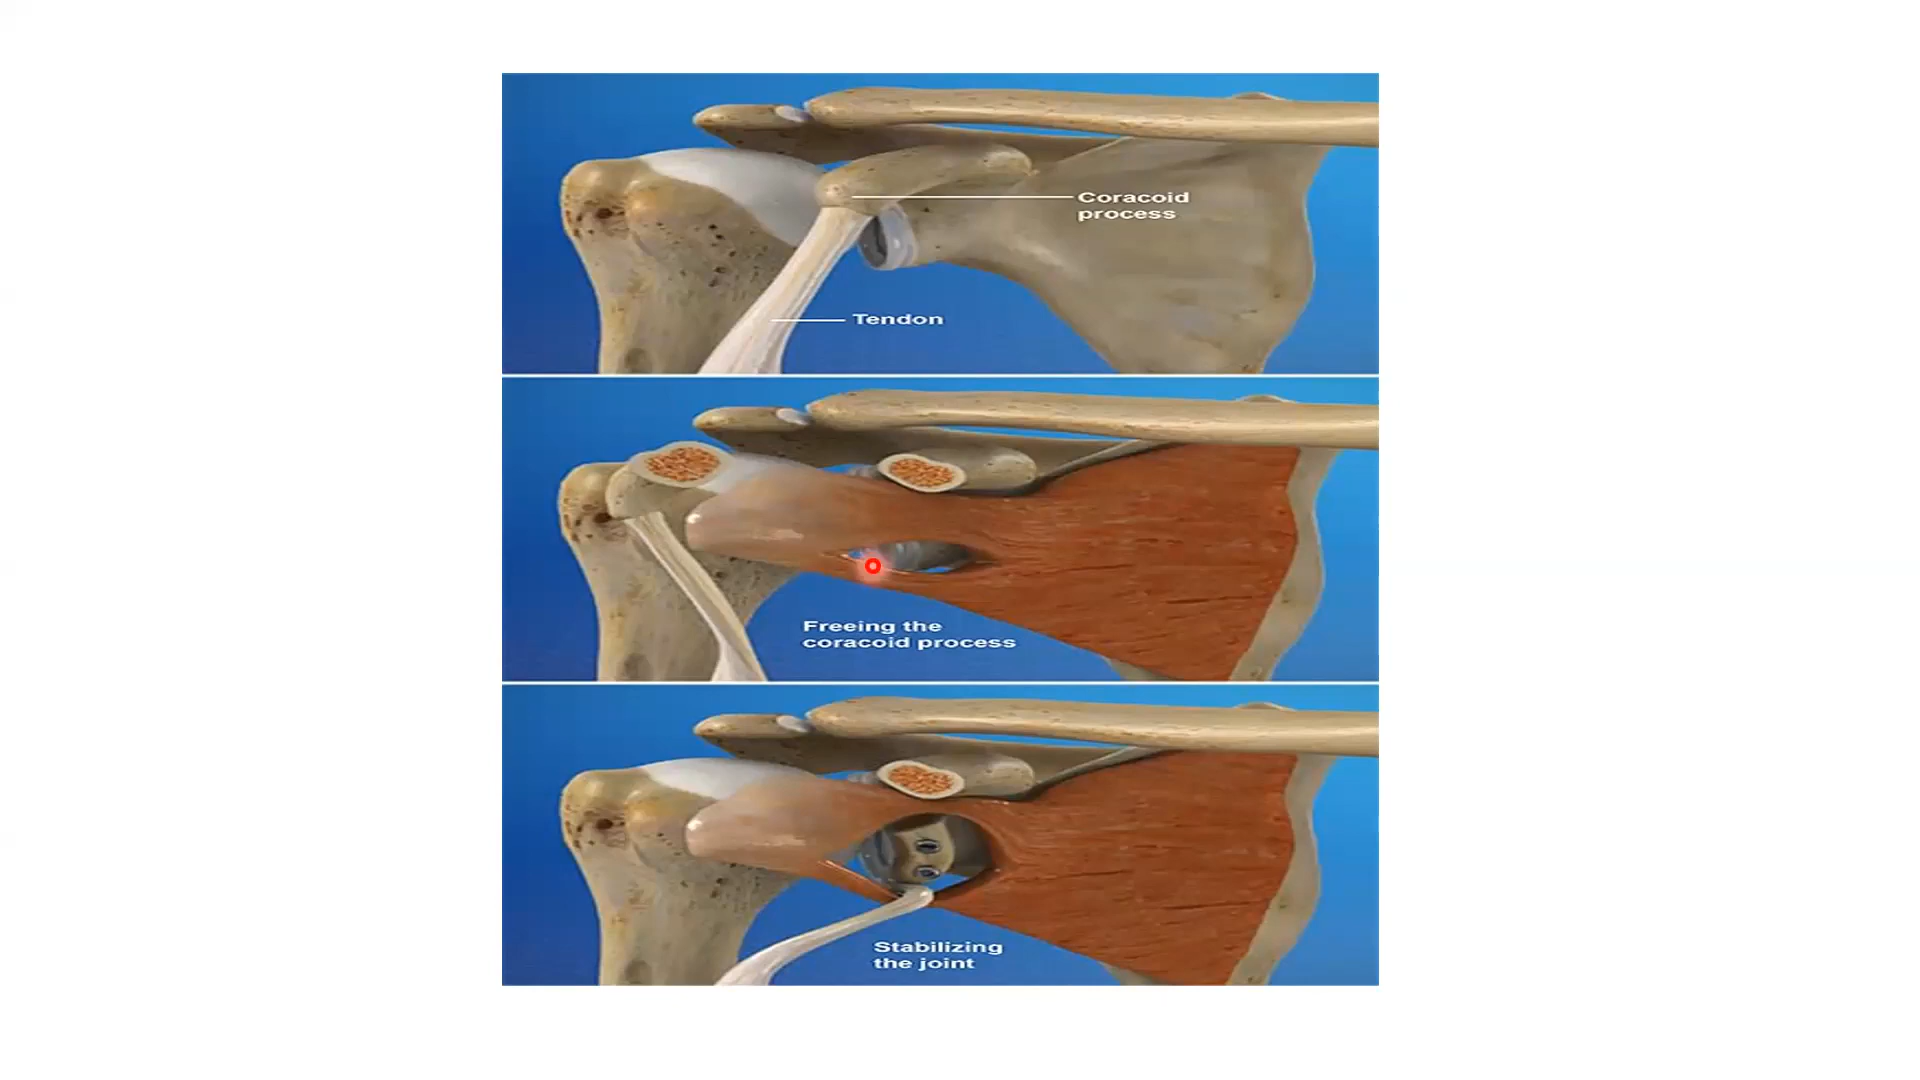 Coracoid
process
Tendon
Freeing the
coracoid process
Stabilizing
the joint